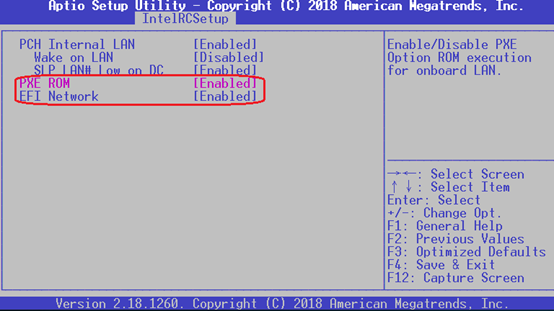 Aptio Setup Utility - Copyright (C) 2018 American Megatrends, Inc.
IntelRCSetup
PCH Internal LAN [Enabled]
Wake on LAN [Disabled]
SLP LAN# Low on DC [Enabled]
PXE ROM [Enabled]
EFI Network [Enabled]
Enable/Disable PXE
Option ROM execution
for onboard LAN.
→←: Select Screen
↑↓: Select Item
Enter: Select
+/-: Change Opt.
F1: General Help
F2: Previous Values
F3: Optimized Defaults
F4: Save & Exit
F12: Capture Screen
Version 2.18.1260. Copyright (C) 2018 American Megatrends, Inc.